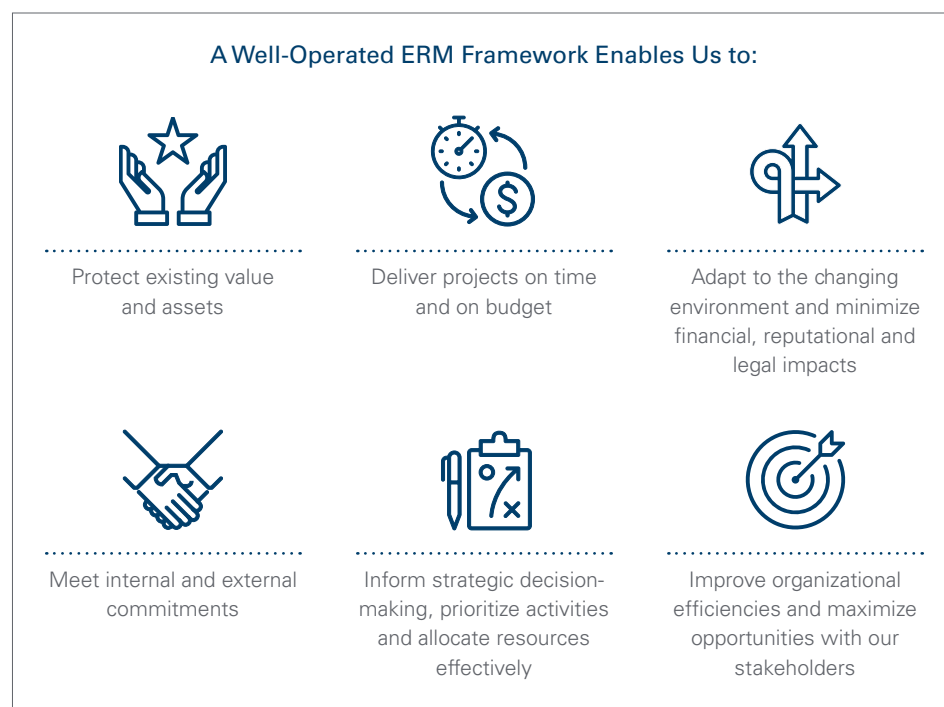 A Well-Operated ERM Framework Enables Us to:
$
Protect existing value
and assets
Deliver projects on time
and on budget
Adapt to the changing
environment and minimize
financial, reputational and
legal impacts
Meet internal and external
commitments
Inform strategic decision-
making, prioritize activities
and allocate resources
effectively
Improve organizational
efficiencies and maximize
opportunities with our
stakeholders